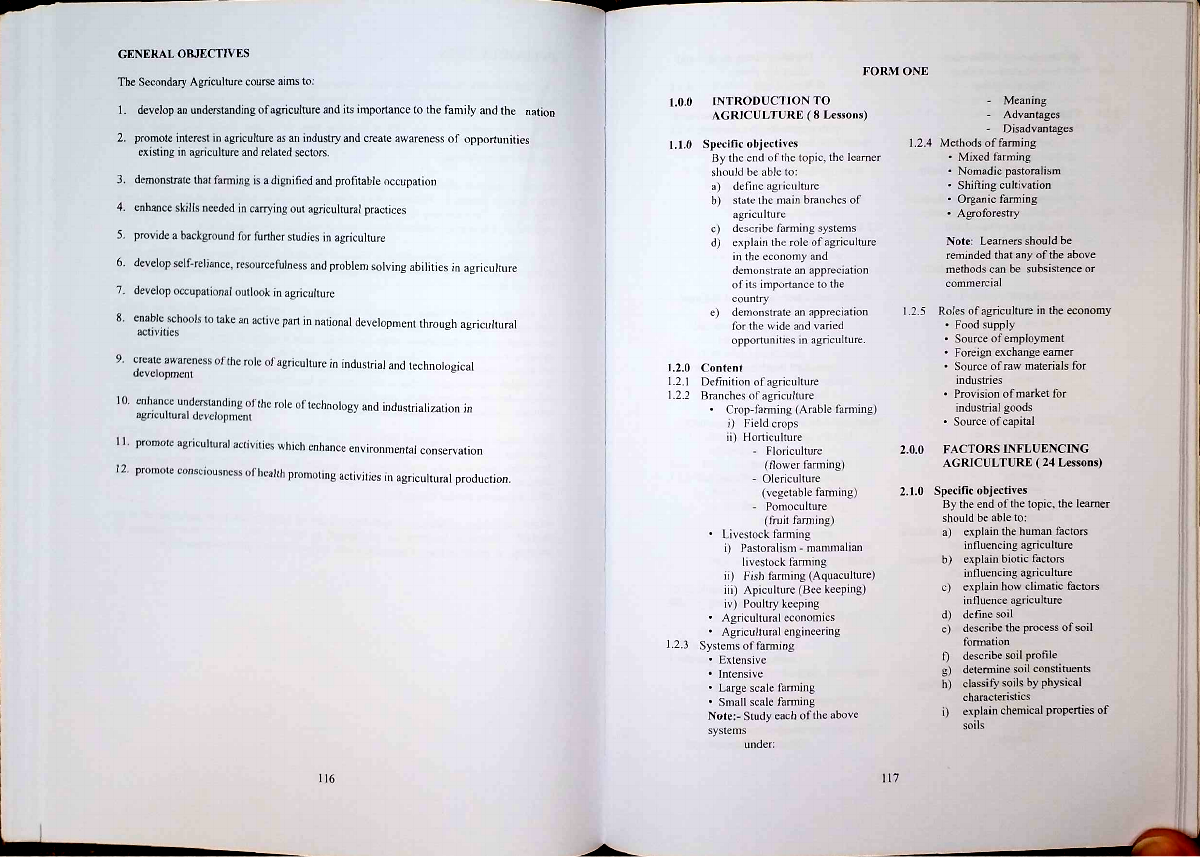 GENERAL OBJECTIVES
The Secondary Agriculture course aims to:
1. develop an understanding of agriculture and its importance to the family and the nation
2. promote interest in agriculture as an industry and create awareness of opportunities
existing in agriculture and related sectors.
3. demonstrate that farming is a dignified and profitable occupation
4. enhance skills needed in carrying out agricultural practices
5. provide a background for further studies in agriculture
6. develop self-reliance, resourcefulness and problem solving abilities in agriculture
7. develop occupational outlook in agriculture
8. enable schools to take an active part in national development through agricultural
activities
9. create awareness of the role of agriculture in industrial and technological
development
10. enhance understanding of the role of technology and industrialization in
agricultural development
11. promote agricultural activities which enhance environmental conservation
12. promote consciousness of health promoting activities in agricultural production.
116
FORM ONE
1.0.0 INTRODUCTION TO
AGRICULTURE ( 8 Lessons)
1.1.0 Specific objectives
By the end of the topic, the learner
should be able to:
a) define agriculture
b) state the main branches of
agriculture
c) describe farming systems
d) explain the role of agriculture
in the economy and
demonstrate an appreciation
of its importance to the
country
e) demonstrate an appreciation
for the wide and varied
opportunities in agriculture.
1.2.0 Content
1.2.1 Definition of agriculture
1.2.2 Branches of agriculture
• Crop-farming (Arable farming)
i) Field crops
ii) Horticulture
- Floriculture
(flower farming)
- Olericulture
(vegetable farming)
- Pomoculture
(fruit farming)
• Livestock farming
i) Pastoralism - mammalian
livestock farming
ii) Fish farming (Aquaculture)
iii) Apiculture (Bee keeping)
iv) Poultry keeping
• Agricultural economics
• Agricultural engineering
1.2.3 Systems of farming
• Extensive
• Intensive
• Large scale farming
• Small scale farming
Note:- Study each of the above
systems
under:
- Meaning
- Advantages
- Disadvantages
1.2.4 Methods of farming
• Mixed farming
• Nomadic pastoralism
• Shifting cultivation
• Organic farming
• Agroforestry
Note: Learners should be
reminded that any of the above
methods can be subsistence or
commercial
1.2.5 Roles of agriculture in the economy
• Food supply
• Source of employment
• Foreign exchange earner
• Source of raw materials for
industries
• Provision of market for
industrial goods
• Source of capital
2.0.0 FACTORS INFLUENCING
AGRICULTURE ( 24 Lessons)
2.1.0 Specific objectives
By the end of the topic, the learner
should be able to:
a) explain the human factors
influencing agriculture
b) explain biotic factors
influencing agriculture
c) explain how climatic factors
influence agriculture
d) define soil
e) describe the process of soil
formation
f) describe soil profile
g) determine soil constituents
h) classify soils by physical
characteristics
i) explain chemical properties of
soils
117